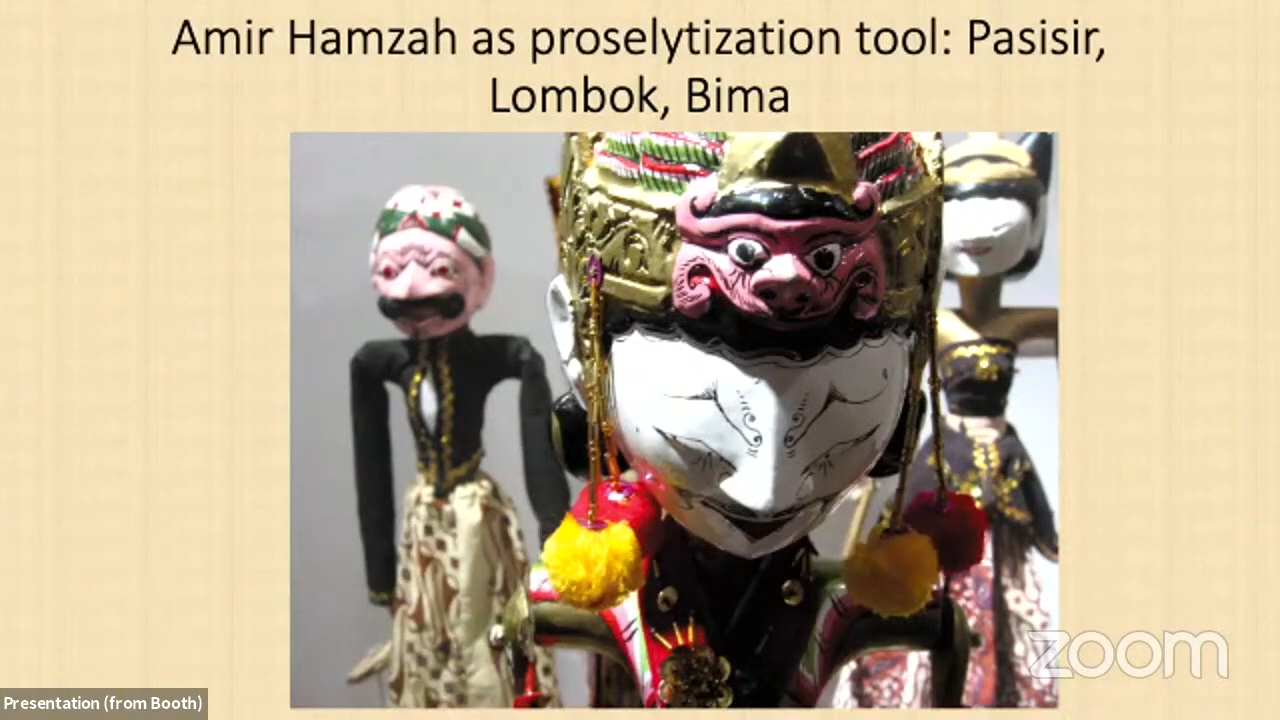 Amir Hamzah as proselytization tool: Pasisir,
Lombok, Bima
zoom
Presentation (from Booth)